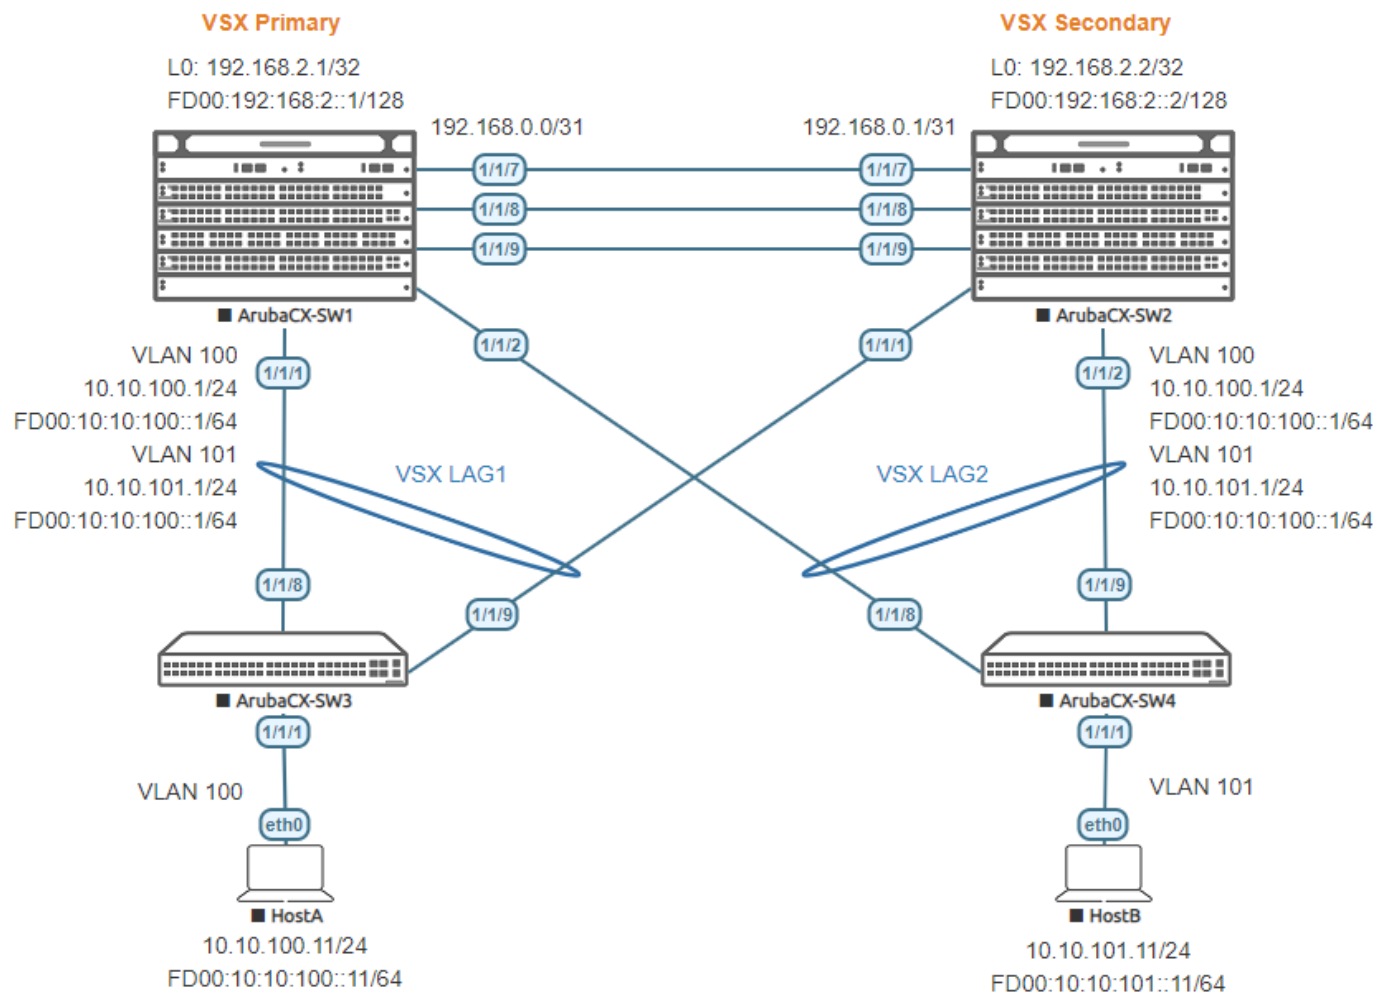 VSX Primary
VSX Secondary
L0: 192.168.2.1/32
FD00:192:168:2::1/128
L0: 192.168.2.2/32
FD00:192:168:2::2/128
192.168.0.0/31
192.168.0.1/31
1/1/7
1/1/7
1/1/8
1/1/8
1/1/9
1/1/9
ArubaCX-SW1
ArubaCX-SW2
1/1/2
1/1/1
VLAN 100
1/1/1
10.10.100.1/24
FD00:10:10:100::1/64
VLAN 101
10.10.101.1/24
FD00:10:10:100::1/64
VLAN 100
1/1/2
10.10.100.1/24
FD00:10:10:100::1/64
VLAN 101
10.10.101.1/24
FD00:10:10:100::1/64
VSX LAG1
VSX LAG2
1/1/8
1/1/9
1/1/8
1/1/9
ArubaCX-SW3
ArubaCX-SW4
1/1/1
1/1/1
VLAN 100
VLAN 101
eth0
eth0
HostA
HostB
10.10.100.11/24
FD00:10:10:100::11/64
10.10.101.11/24
FD00:10:10:101::11/64